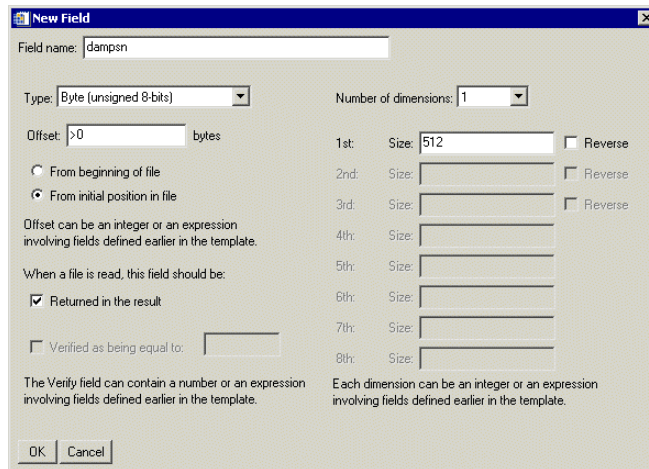 New Field
Field name: dampsn
Type: Byte (unsigned 8-bits)
Number of dimensions: 1
Offset: >0 bytes
1st: Size: 512 Reverse
From beginning of file
2nd: Size: Reverse
From initial position in file
3rd: Size: Reverse
Offset can be an integer or an expression
involving fields defined earlier in the template.
4th: Size:
5th: Size:
When a file is read, this field should be:
6th: Size:
Returned in the result
7th: Size:
Verified as being equal to:
8th: Size:
The Verify field can contain a number or an expression
involving fields defined earlier in the template.
Each dimension can be an integer or an expression
involving fields defined earlier in the template.
OK Cancel